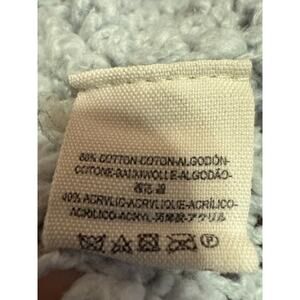 60% COTTON-COTON-ALGODÓN-
COTONE-BAUMWOLLE-ALGODÃO-
40% ACRYLIC-ACRYLIQUE-ACRÍLICO-
ACRILICO-ACRYL-アクリル
P